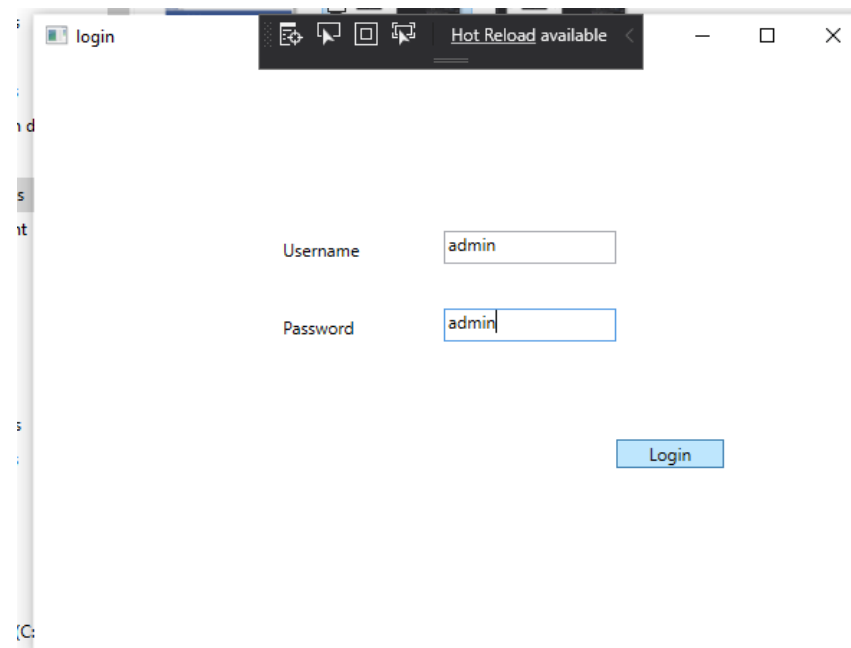 login
Hot Reload available
Username admin
Password admin
Login
(C: